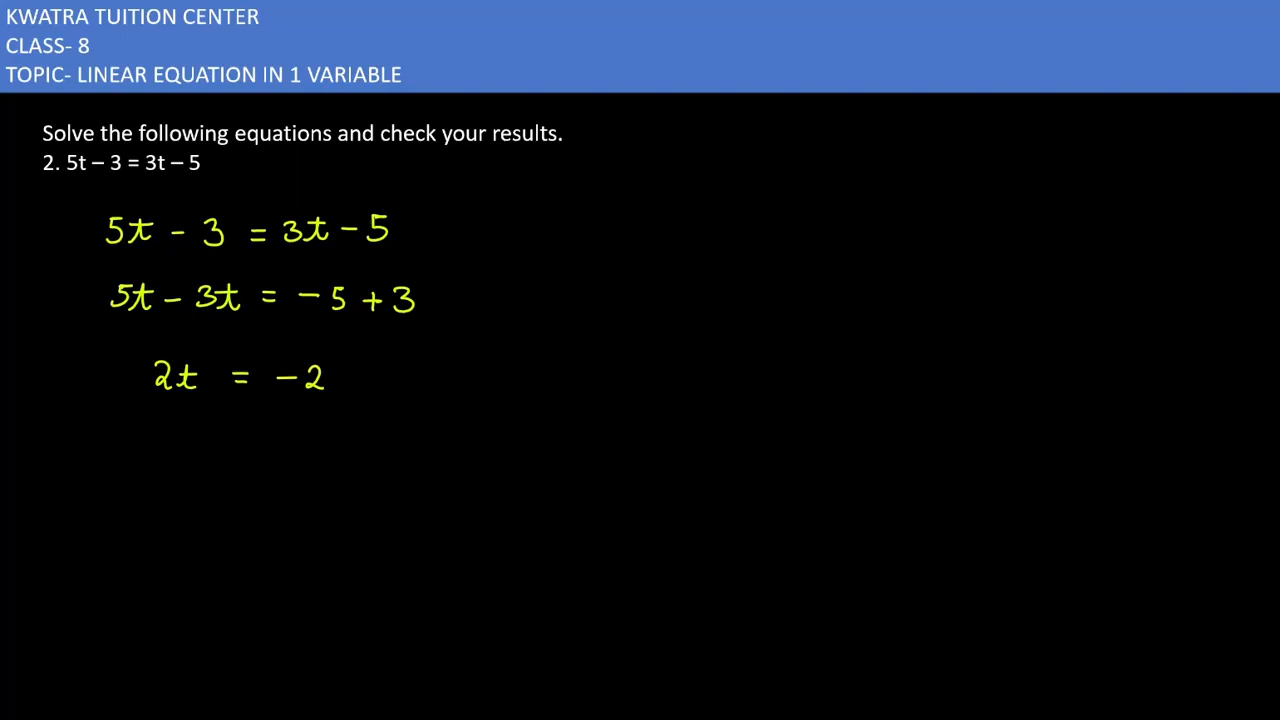 KWATRA TUITION CENTER
CLASS- 8
TOPIC- LINEAR EQUATION IN 1 VARIABLE
Solve the following equations and check your results.
2. 5t – 3 = 3t – 5
5t - 3 = 3t - 5
5t - 3t = - 5 + 3
2t = - 2